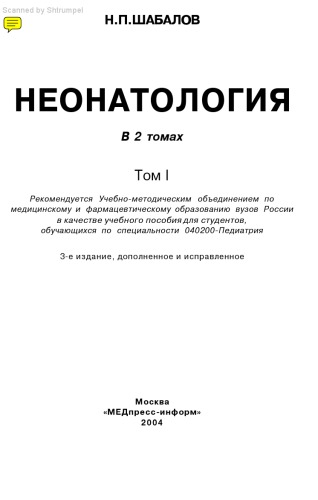 Scanned by Shtrumpel
Н.П.ШАБАЛОВ
НЕОНАТОЛОГИЯ
В 2 томах
Том I
Рекомендуется Учебно-методическим объединением по
медицинскому и фармацевтическому образованию вузов России
в качестве учебного пособия для студентов,
обучающихся по специальности 040200-Педиатрия
3-е издание, дополненное и исправленное
Москва
«МЕДпресс-информ»
2004